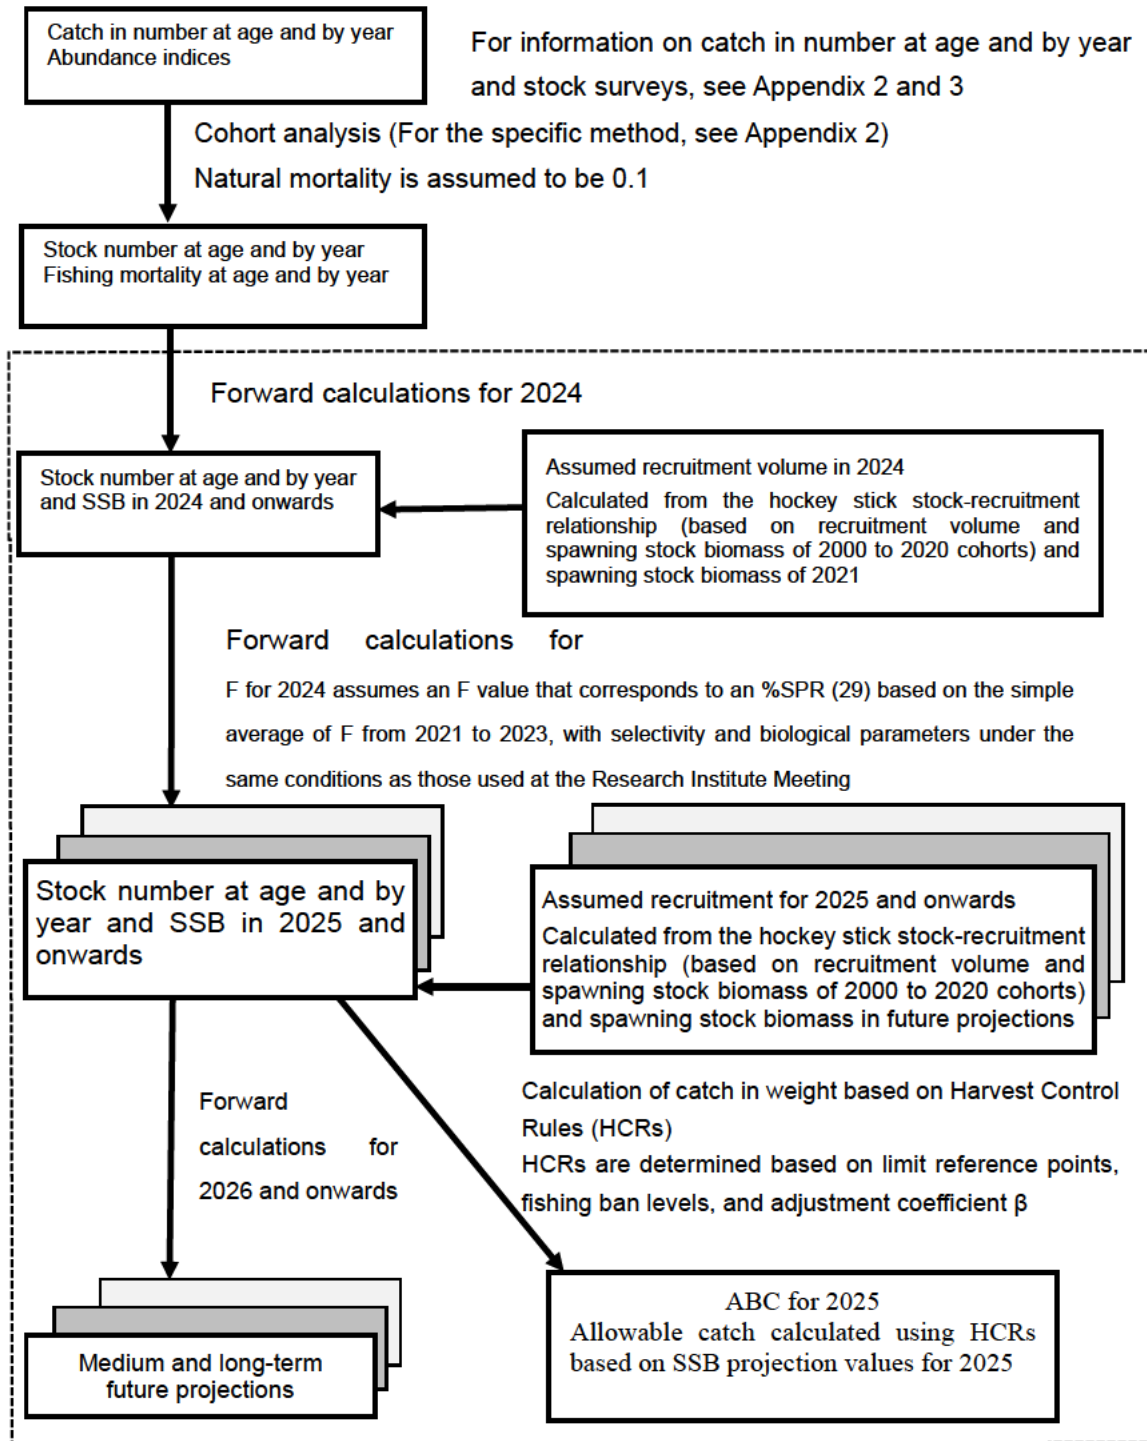 Catch in number at age and by year
Abundance indices
For information on catch in number at age and by year
and stock surveys, see Appendix 2 and 3
Cohort analysis (For the specific method, see Appendix 2)
Natural mortality is assumed to be 0.1
Stock number at age and by year
Fishing mortality at age and by year
Forward calculations for 2024
Stock number at age and by year
and SSB in 2024 and onwards
Assumed recruitment volume in 2024
Calculated from the hockey stick stock-recruitment
relationship (based on recruitment volume and
spawning stock biomass of 2000 to 2020 cohorts) and
spawning stock biomass of 2021
Forward calculations for
F for 2024 assumes an F value that corresponds to an %SPR (29) based on the simple
average of F from 2021 to 2023, with selectivity and biological parameters under the
same conditions as those used at the Research Institute Meeting
Stock number at age and by
year and SSB in 2025 and
onwards
Assumed recruitment for 2025 and onwards
Calculated from the hockey stick stock-recruitment
relationship (based on recruitment volume and
spawning stock biomass of 2000 to 2020 cohorts)
and spawning stock biomass in future projections
Forward
calculations for
2026 and onwards
Calculation of catch in weight based on Harvest Control
Rules (HCRs)
HCRs are determined based on limit reference points,
fishing ban levels, and adjustment coefficient β
Medium and long-term
future projections
ABC for 2025
Allowable catch calculated using HCRs
based on SSB projection values for 2025